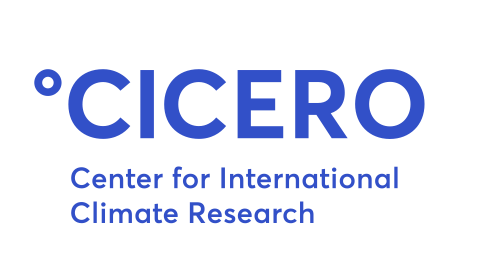 °CICERO
Center for International
Climate Research